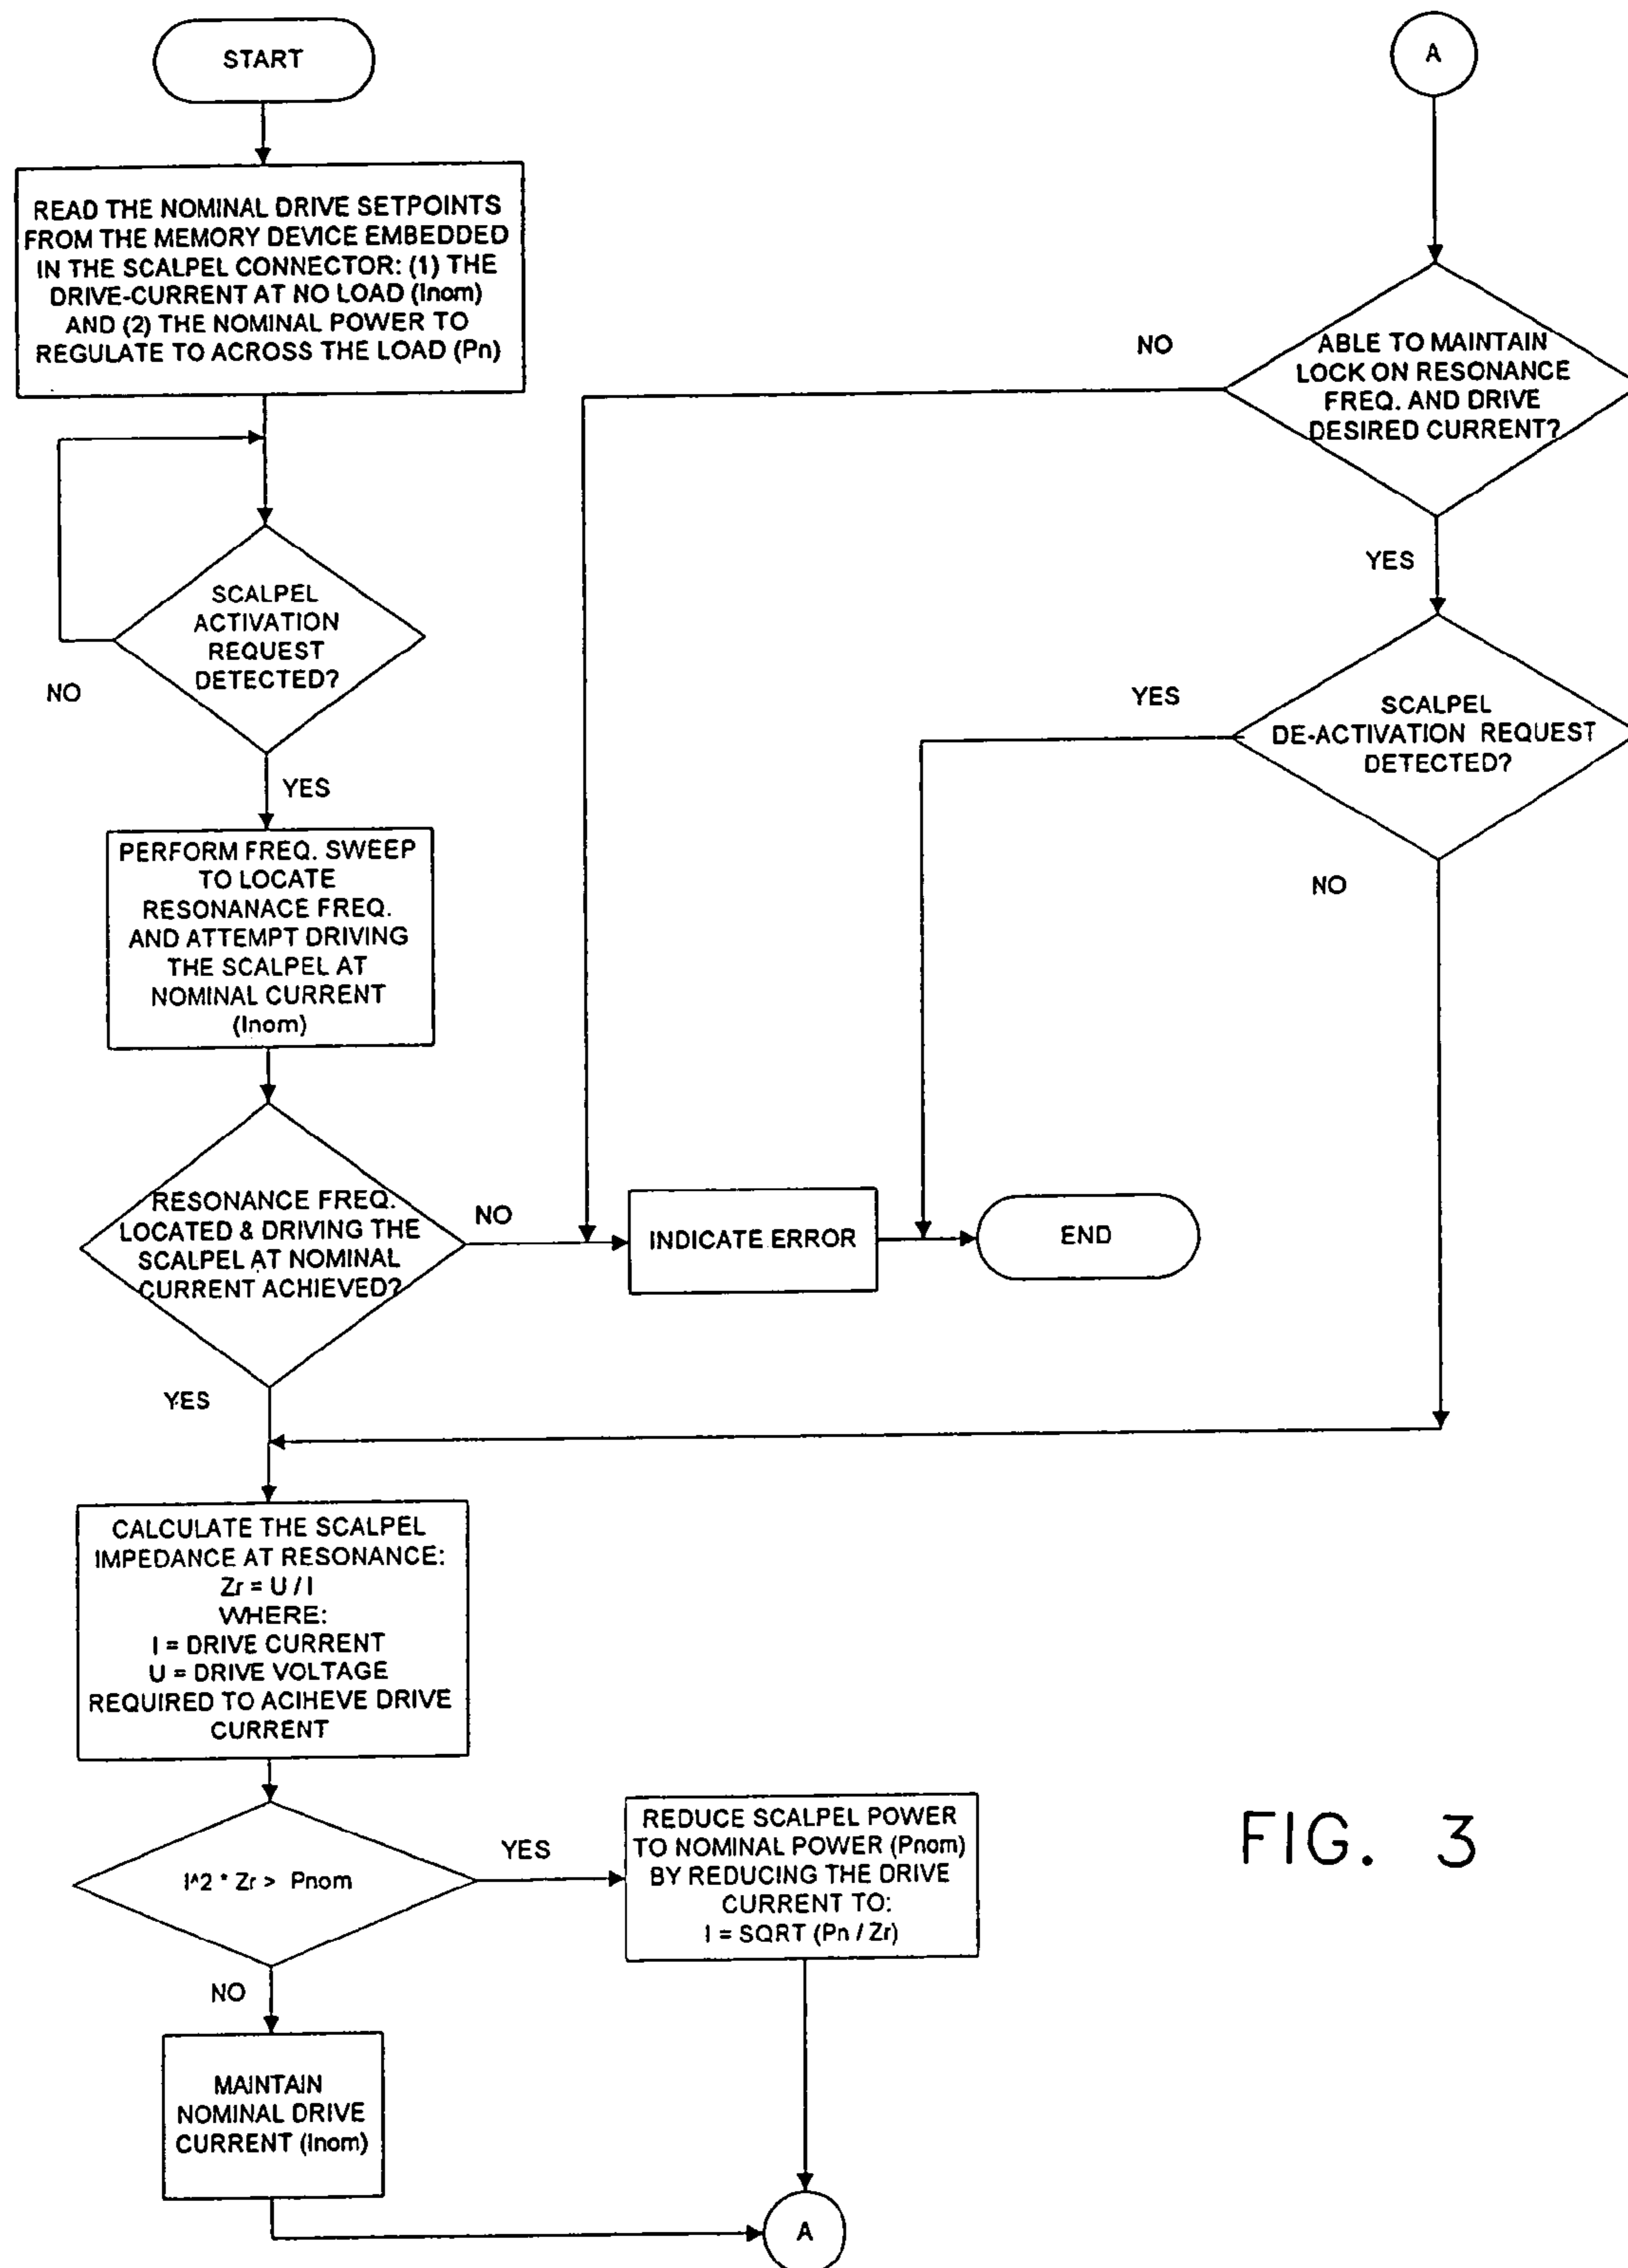 START
READ THE NOMINAL DRIVE SETPOINTS
FROM THE MEMORY DEVICE EMBEDDED
IN THE SCALPEL CONNECTOR: (1) THE
DRIVE-CURRENT AT NO LOAD (Inom)
AND (2) THE NOMINAL POWER TO
REGULATE TO ACROSS THE LOAD (Pn)
SCALPEL
ACTIVATION
REQUEST
DETECTED?
NO
YES
PERFORM FREQ. SWEEP
TO LOCATE
RESONANACE FREQ.
AND ATTEMPT DRIVING
THE SCALPEL AT
NOMINAL CURRENT
(Inom)
RESONANCE FREQ.
LOCATED & DRIVING THE
SCALPEL AT NOMINAL
CURRENT ACHIEVED?
NO
INDICATE ERROR
END
YES
CALCULATE THE SCALPEL
IMPEDANCE AT RESONANCE:
Zr = U / I
WHERE:
I = DRIVE CURRENT
U = DRIVE VOLTAGE
REQUIRED TO ACIHEVE DRIVE
CURRENT
I^2 * Zr > Pnom
YES
REDUCE SCALPEL POWER
TO NOMINAL POWER (Pnom)
BY REDUCING THE DRIVE
CURRENT TO:
I = SQRT (Pn / Zr)
NO
MAINTAIN
NOMINAL DRIVE
CURRENT (Inom)
A
A
ABLE TO MAINTAIN
LOCK ON RESONANCE
FREQ. AND DRIVE
DESIRED CURRENT?
NO
YES
SCALPEL
DE-ACTIVATION REQUEST
DETECTED?
YES
NO
FIG. 3